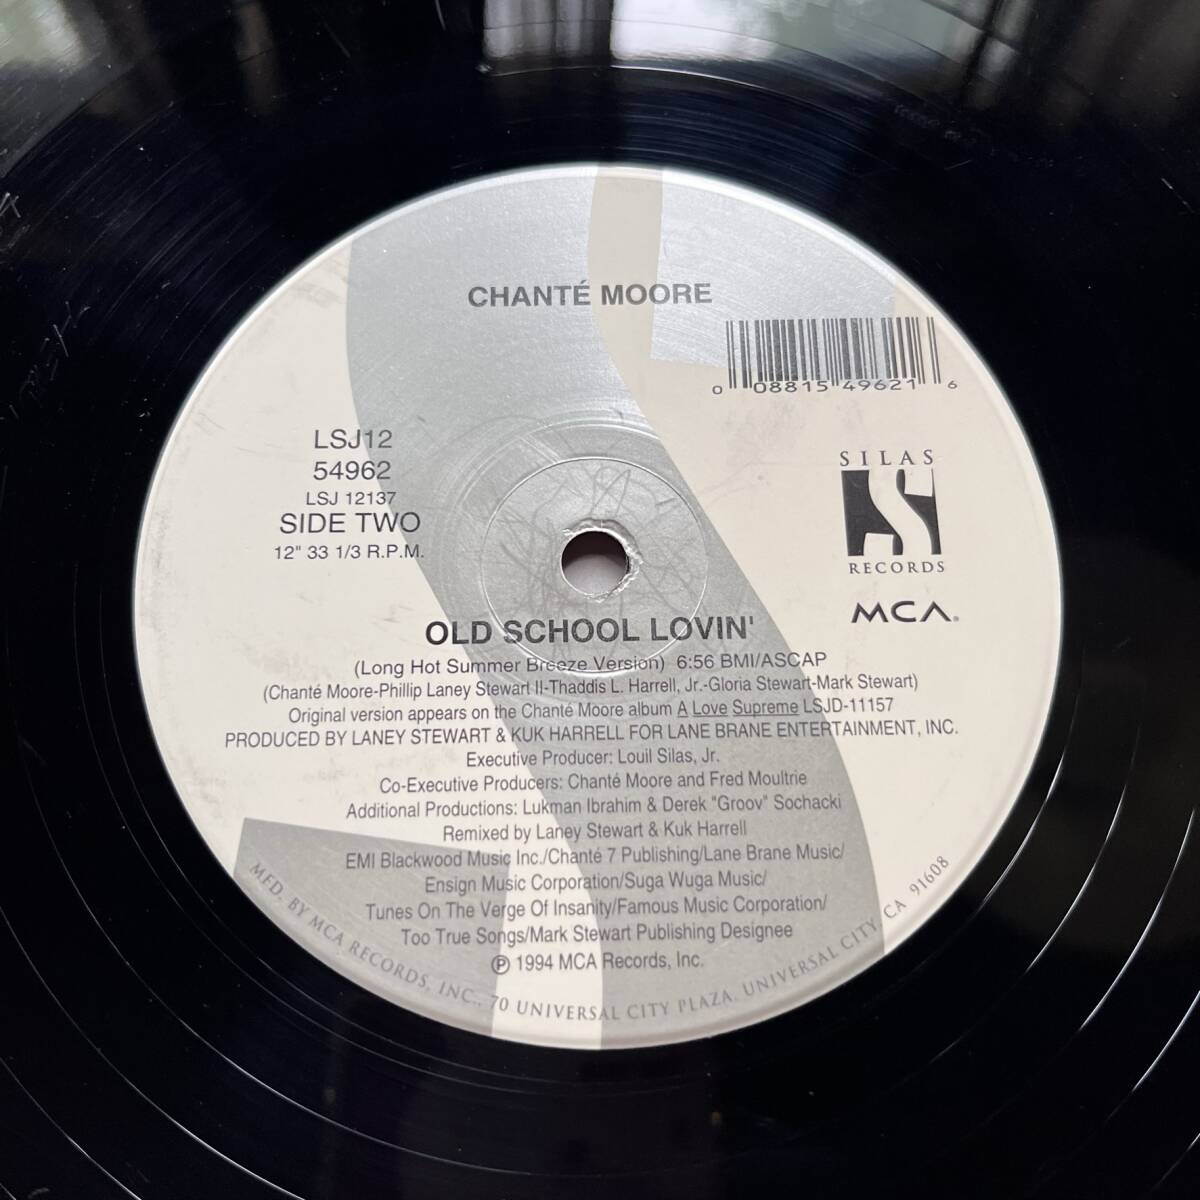 CHANTÉ MOORE
0 08815 49621 6
LSJ12
54962
LSJ 12137
SIDE TWO
12" 33 1/3 R.P.M.
SILAS
RECORDS
MCA®
OLD SCHOOL LOVIN'
(Long Hot Summer Breeze Version) 6:56 BMI/ASCAP
(Chanté Moore-Phillip Laney Stewart II-Thaddis L. Harrell, Jr.-Gloria Stewart-Mark Stewart)
Original version appears on the Chanté Moore album A Love Supreme LSJD-11157
PRODUCED BY LANEY STEWART & KUK HARRELL FOR LANE BRANE ENTERTAINMENT, INC.
Executive Producer: Louil Silas, Jr.
Co-Executive Producers: Chanté Moore and Fred Moultrie
Additional Productions: Lukman Ibrahim & Derek "Groov" Sochacki
Remixed by Laney Stewart & Kuk Harrell
EMI Blackwood Music Inc./Chanté 7 Publishing/Lane Brane Music/
Ensign Music Corporation/Suga Wuga Music/
Tunes On The Verge Of Insanity/Famous Music Corporation/
Too True Songs/Mark Stewart Publishing Designee
℗ 1994 MCA Records, Inc.
MFD. BY MCA RECORDS, INC., 70 UNIVERSAL CITY PLAZA, UNIVERSAL CITY, CA 91608